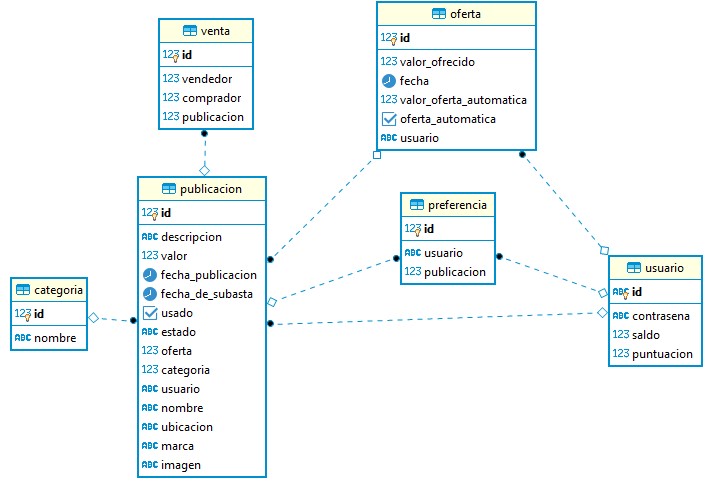 venta
123 id
123 vendedor
123 comprador
123 publicacion
oferta
123 id
123 valor_ofrecido
fecha
123 valor_oferta_automatica
oferta_automatica
ABC usuario
publicacion
123 id
ABC descripcion
123 valor
fecha_publicacion
fecha_de_subasta
usado
ABC estado
123 oferta
123 categoria
ABC usuario
ABC nombre
ABC ubicacion
ABC marca
ABC imagen
preferencia
123 id
ABC usuario
123 publicacion
categoria
123 id
ABC nombre
usuario
ABC id
ABC contrasena
123 saldo
123 puntuacion